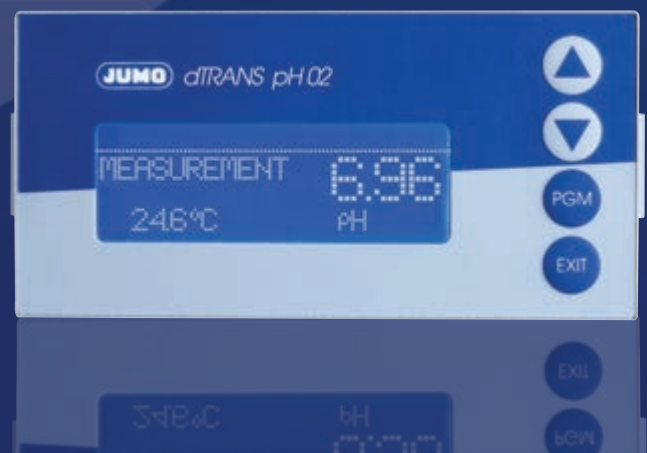 JUMO dTRANS pH 02
MEASUREMENT 6.96
24.6°C pH
PGM
EXIT